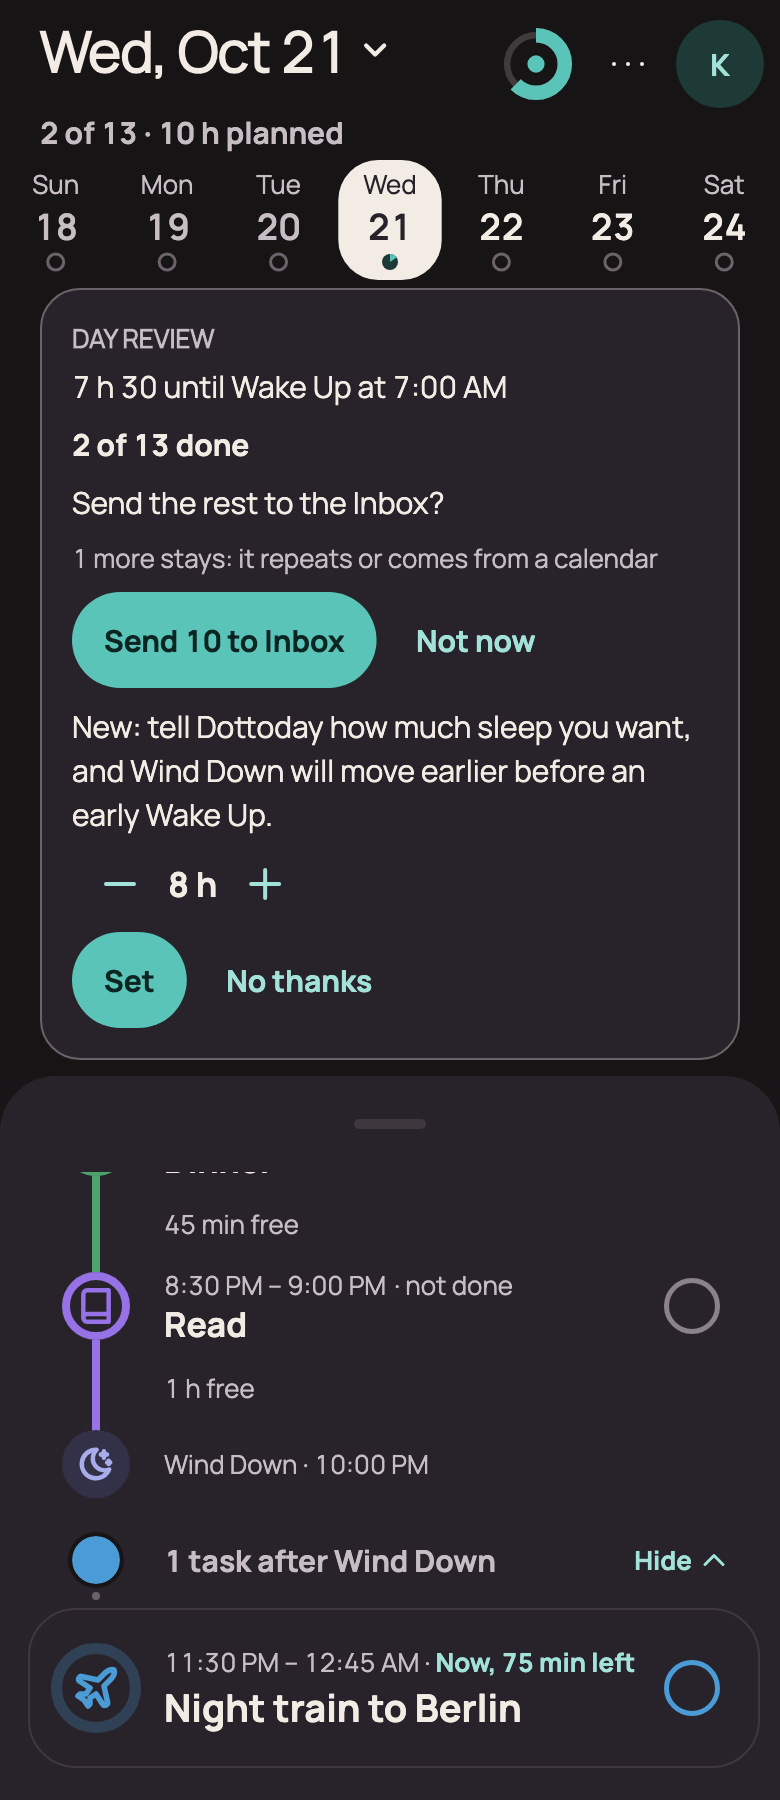 Wed, Oct 21
K
2 of 13 · 10 h planned
Sun Mon Tue Wed Thu Fri Sat
18 19 20 21 22 23 24
DAY REVIEW
7 h 30 until Wake Up at 7:00 AM
2 of 13 done
Send the rest to the Inbox?
1 more stays: it repeats or comes from a calendar
Send 10 to Inbox Not now
New: tell Dottoday how much sleep you want,
and Wind Down will move earlier before an
early Wake Up.
8 h
Set No thanks
45 min free
8:30 PM – 9:00 PM · not done
Read
1 h free
Wind Down · 10:00 PM
1 task after Wind Down Hide
11:30 PM – 12:45 AM · Now, 75 min left
Night train to Berlin